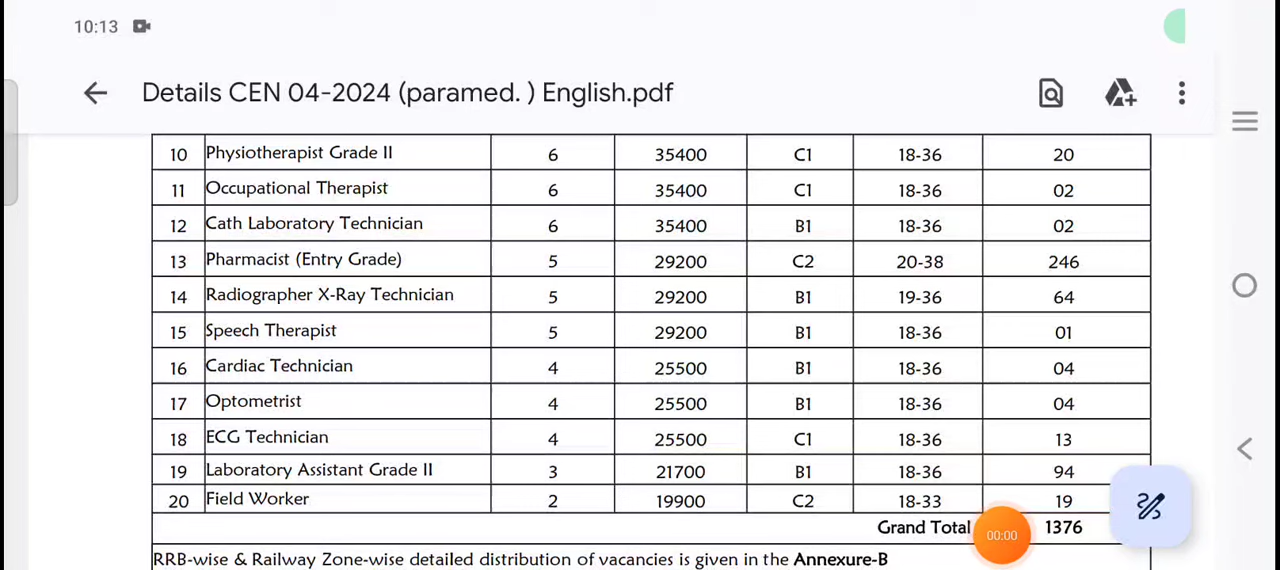 10:13
Details CEN 04-2024 (paramed. ) English.pdf
10 Physiotherapist Grade II 6 35400 C1 18-36 20
11 Occupational Therapist 6 35400 C1 18-36 02
12 Cath Laboratory Technician 6 35400 B1 18-36 02
13 Pharmacist (Entry Grade) 5 29200 C2 20-38 246
14 Radiographer X-Ray Technician 5 29200 B1 19-36 64
15 Speech Therapist 5 29200 B1 18-36 01
16 Cardiac Technician 4 25500 B1 18-36 04
17 Optometrist 4 25500 B1 18-36 04
18 ECG Technician 4 25500 C1 18-36 13
19 Laboratory Assistant Grade II 3 21700 B1 18-36 94
20 Field Worker 2 19900 C2 18-33 19
Grand Total 1376
00:00
RRB-wise & Railway Zone-wise detailed distribution of vacancies is given in the Annexure-B